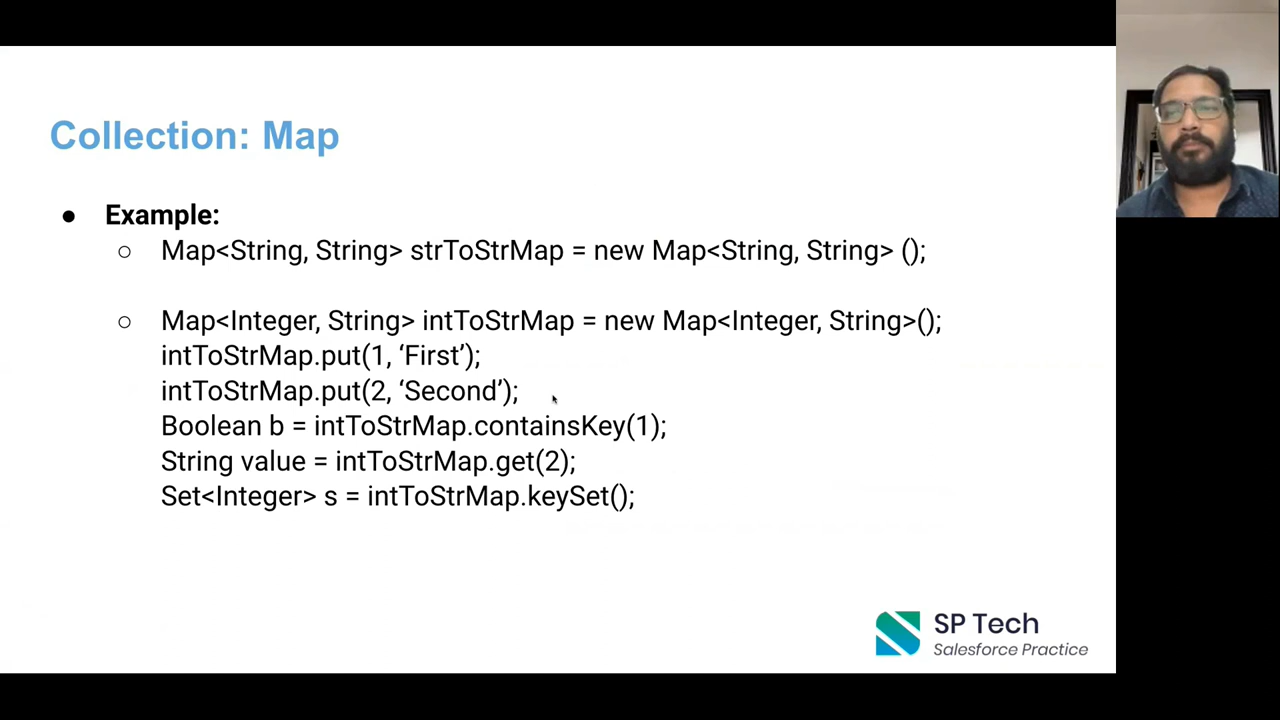 Collection: Map
● Example:
○ Map<String, String> strToStrMap = new Map<String, String> ();
○ Map<Integer, String> intToStrMap = new Map<Integer, String>();
intToStrMap.put(1, ‘First’);
intToStrMap.put(2, ‘Second’);
Boolean b = intToStrMap.containsKey(1);
String value = intToStrMap.get(2);
Set<Integer> s = intToStrMap.keySet();
SP Tech
Salesforce Practice